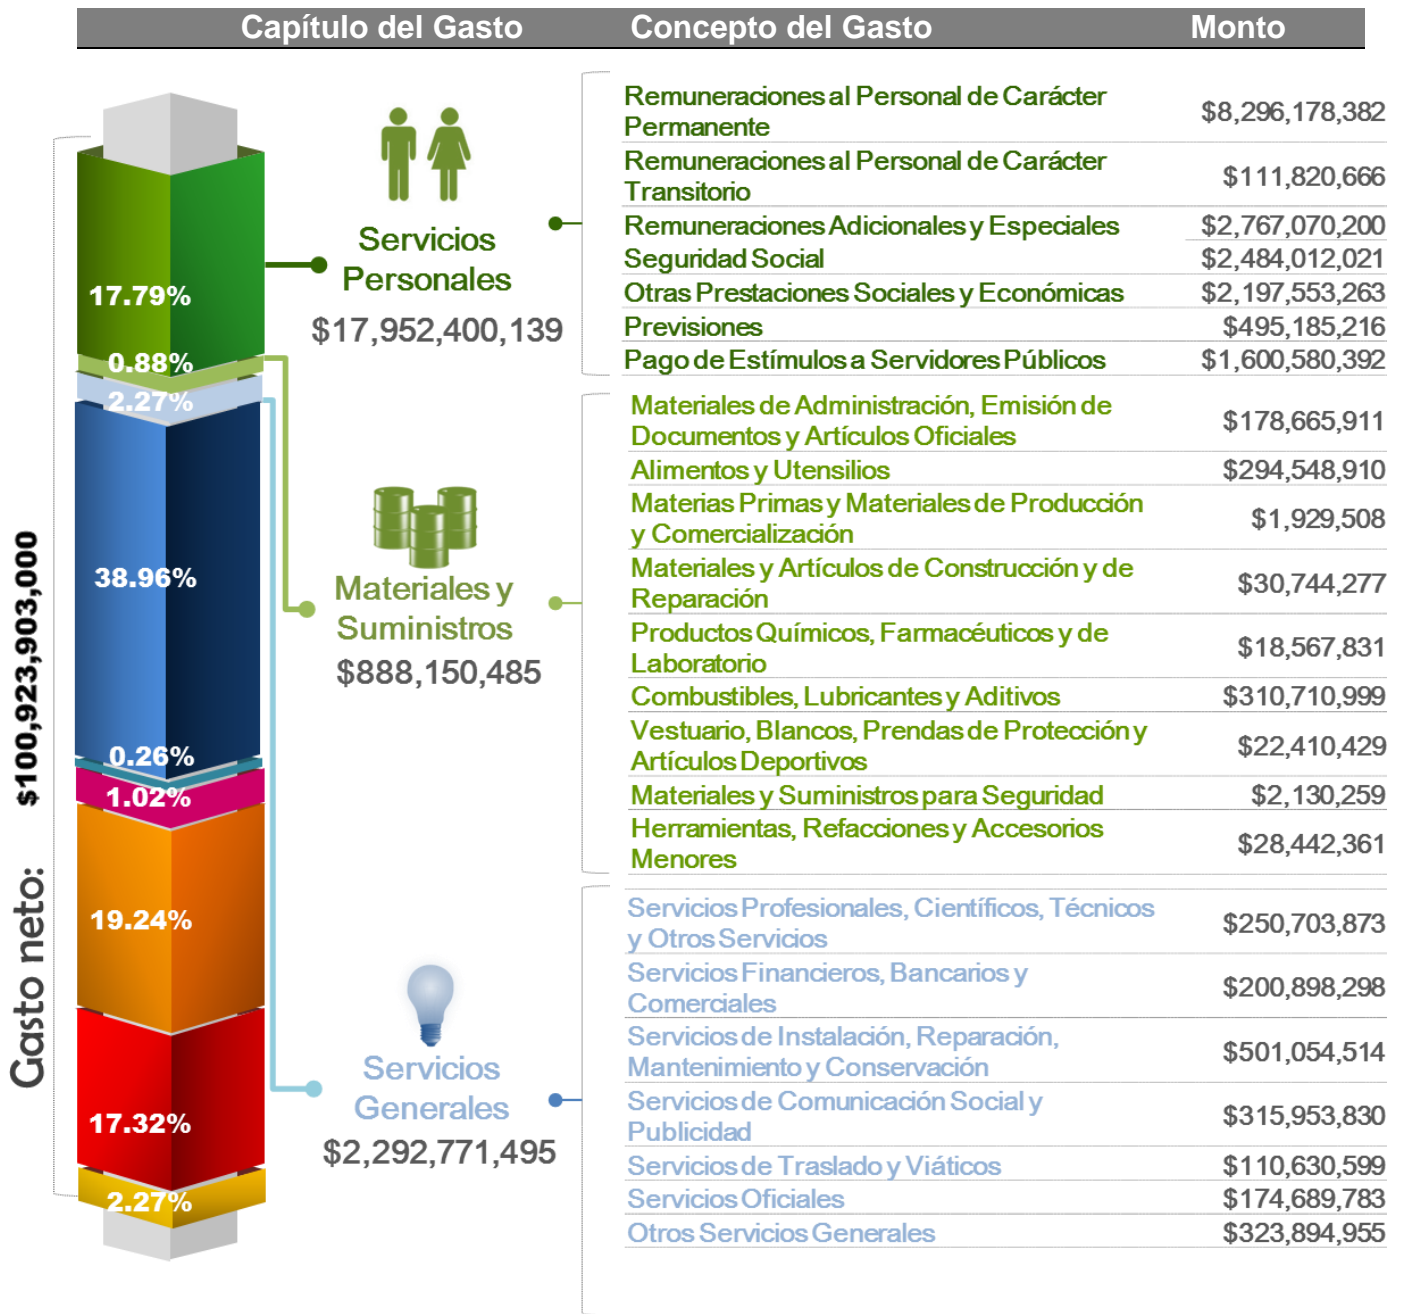 Capítulo del Gasto Concepto del Gasto Monto
Gasto neto: $100,923,903,000
17.79%
0.88%
2.27%
38.96%
0.26%
1.02%
19.24%
17.32%
2.27%
Servicios
Personales
$17,952,400,139
Remuneraciones al Personal de Carácter
Permanente
$8,296,178,382
Remuneraciones al Personal de Carácter
Transitorio
$111,820,666
Remuneraciones Adicionales y Especiales $2,767,070,200
Seguridad Social $2,484,012,021
Otras Prestaciones Sociales y Económicas $2,197,553,263
Previsiones $495,185,216
Pago de Estímulos a Servidores Públicos $1,600,580,392
Materiales y
Suministros
$888,150,485
Materiales de Administración, Emisión de
Documentos y Artículos Oficiales
$178,665,911
Alimentos y Utensilios $294,548,910
Materias Primas y Materiales de Producción
y Comercialización
$1,929,508
Materiales y Artículos de Construcción y de
Reparación
$30,744,277
Productos Químicos, Farmacéuticos y de
Laboratorio
$18,567,831
Combustibles, Lubricantes y Aditivos $310,710,999
Vestuario, Blancos, Prendas de Protección y
Artículos Deportivos
$22,410,429
Materiales y Suministros para Seguridad $2,130,259
Herramientas, Refacciones y Accesorios
Menores
$28,442,361
Servicios
Generales
$2,292,771,495
Servicios Profesionales, Científicos, Técnicos
y Otros Servicios
$250,703,873
Servicios Financieros, Bancarios y
Comerciales
$200,898,298
Servicios de Instalación, Reparación,
Mantenimiento y Conservación
$501,054,514
Servicios de Comunicación Social y
Publicidad
$315,953,830
Servicios de Traslado y Viáticos $110,630,599
Servicios Oficiales $174,689,783
Otros Servicios Generales $323,894,955